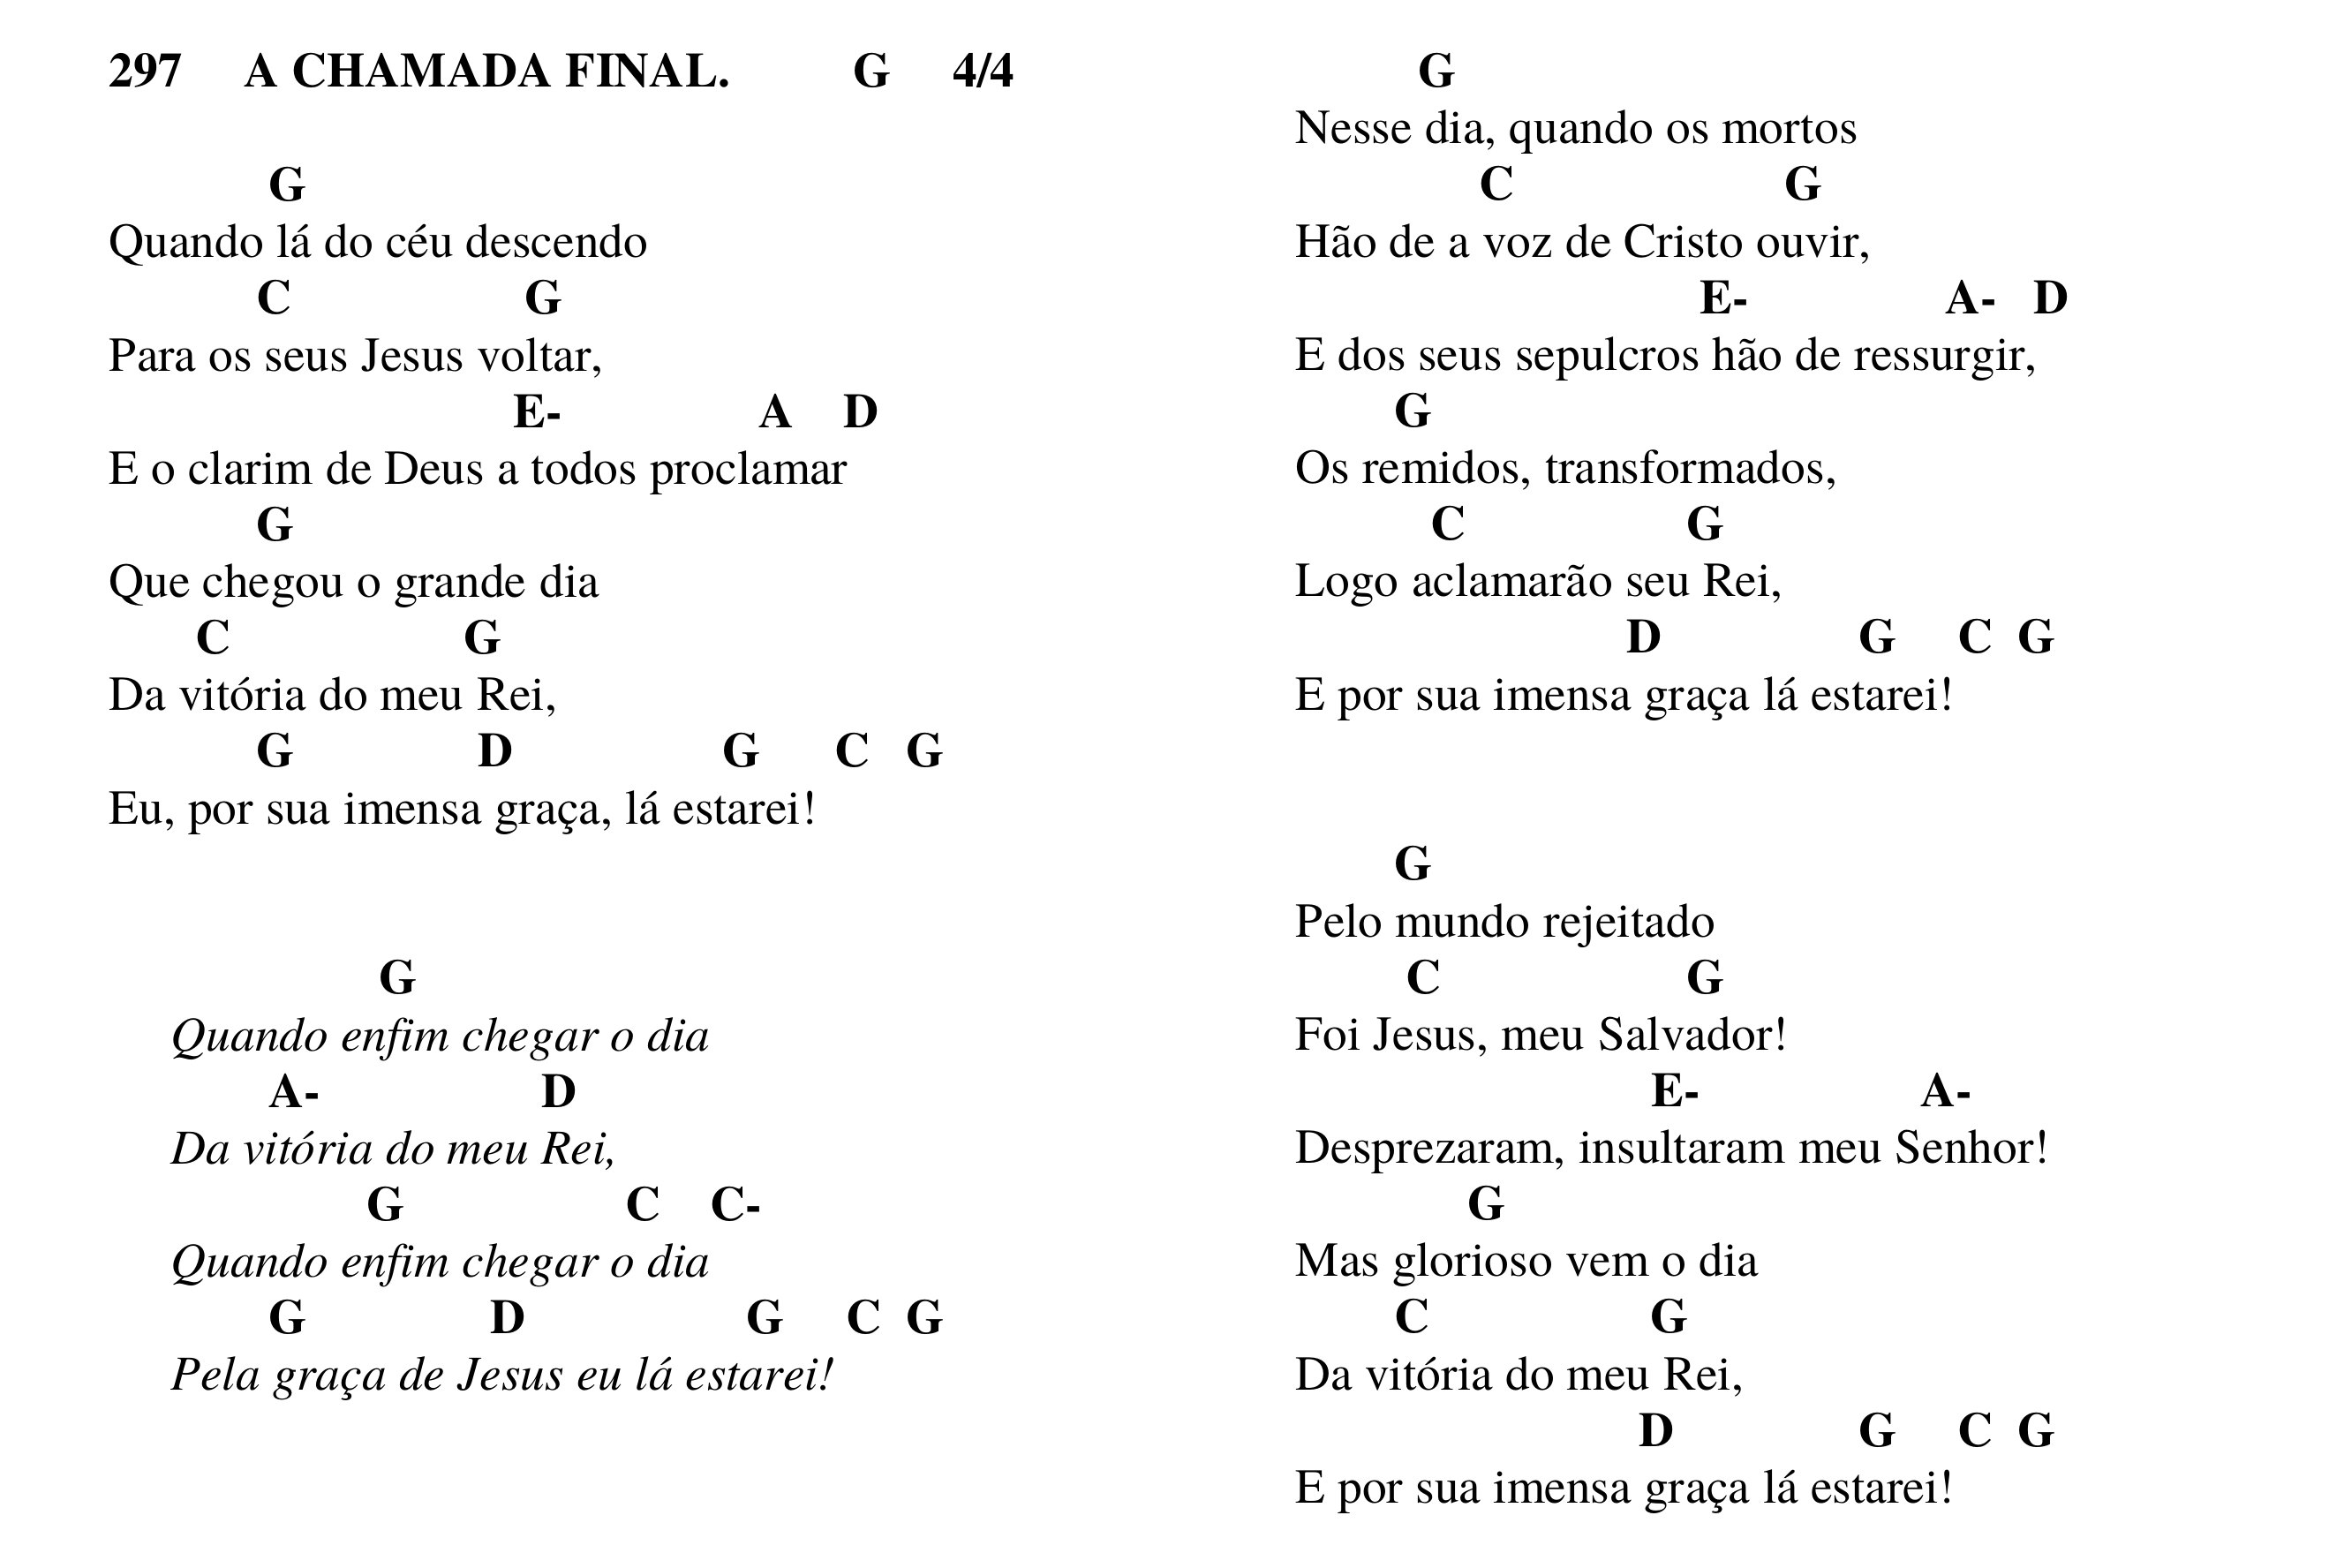 297 A CHAMADA FINAL. G 4/4
G
Quando lá do céu descendo
C G
Para os seus Jesus voltar,
E- A D
E o clarim de Deus a todos proclamar
G
Que chegou o grande dia
C G
Da vitória do meu Rei,
G D G C G
Eu, por sua imensa graça, lá estarei!
G
Quando enfim chegar o dia
A- D
Da vitória do meu Rei,
G C C-
Quando enfim chegar o dia
G D G C G
Pela graça de Jesus eu lá estarei!
G
Nesse dia, quando os mortos
C G
Hão de a voz de Cristo ouvir,
E- A- D
E dos seus sepulcros hão de ressurgir,
G
Os remidos, transformados,
C G
Logo aclamarão seu Rei,
D G C G
E por sua imensa graça lá estarei!
G
Pelo mundo rejeitado
C G
Foi Jesus, meu Salvador!
E- A-
Desprezaram, insultaram meu Senhor!
G
Mas glorioso vem o dia
C G
Da vitória do meu Rei,
D G C G
E por sua imensa graça lá estarei!